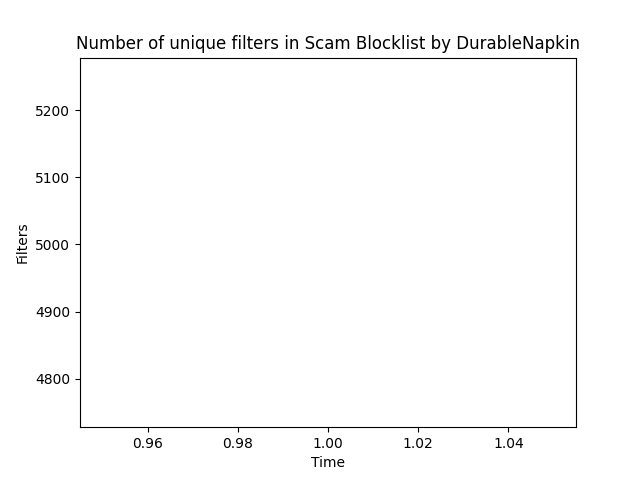 Number of unique filters in Scam Blocklist by DurableNapkin
5200
5100
5000
4900
4800
Filters
0.96 0.98 1.00 1.02 1.04
Time